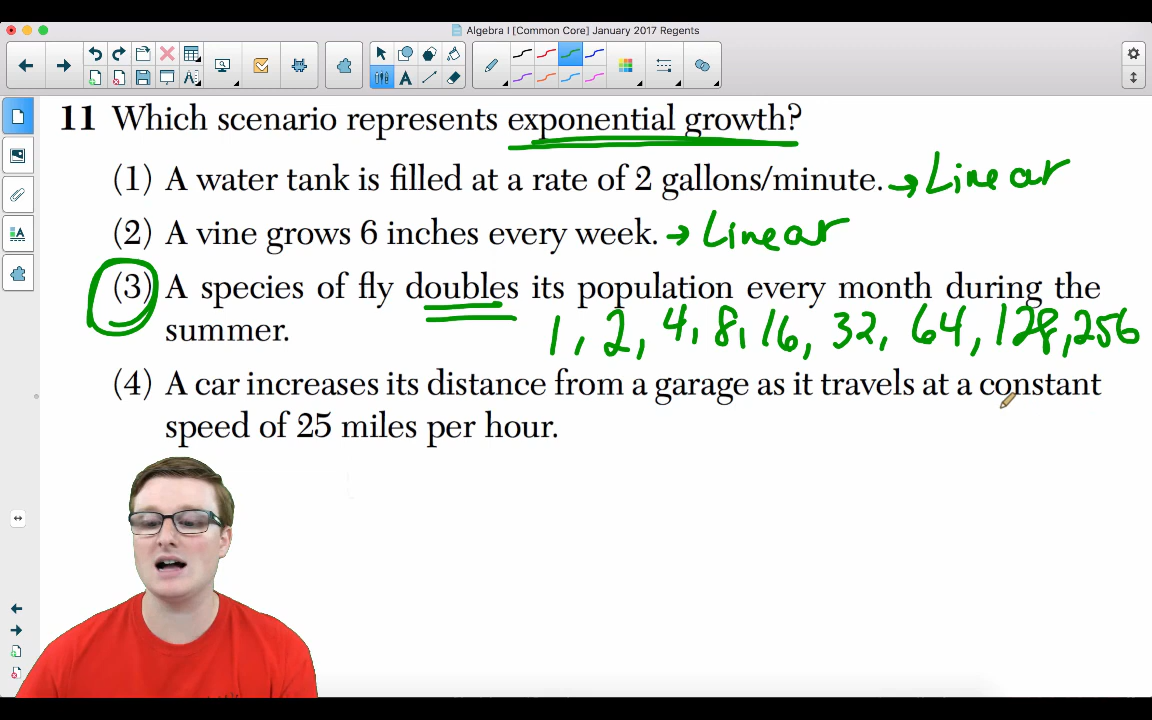 Algebra I [Common Core] January 2017 Regents
11 Which scenario represents exponential growth?
(1) A water tank is filled at a rate of 2 gallons/minute. → Linear
(2) A vine grows 6 inches every week. → Linear
(3) A species of fly doubles its population every month during the
summer. 1, 2, 4, 8, 16, 32, 64, 128, 256
(4) A car increases its distance from a garage as it travels at a constant
speed of 25 miles per hour.